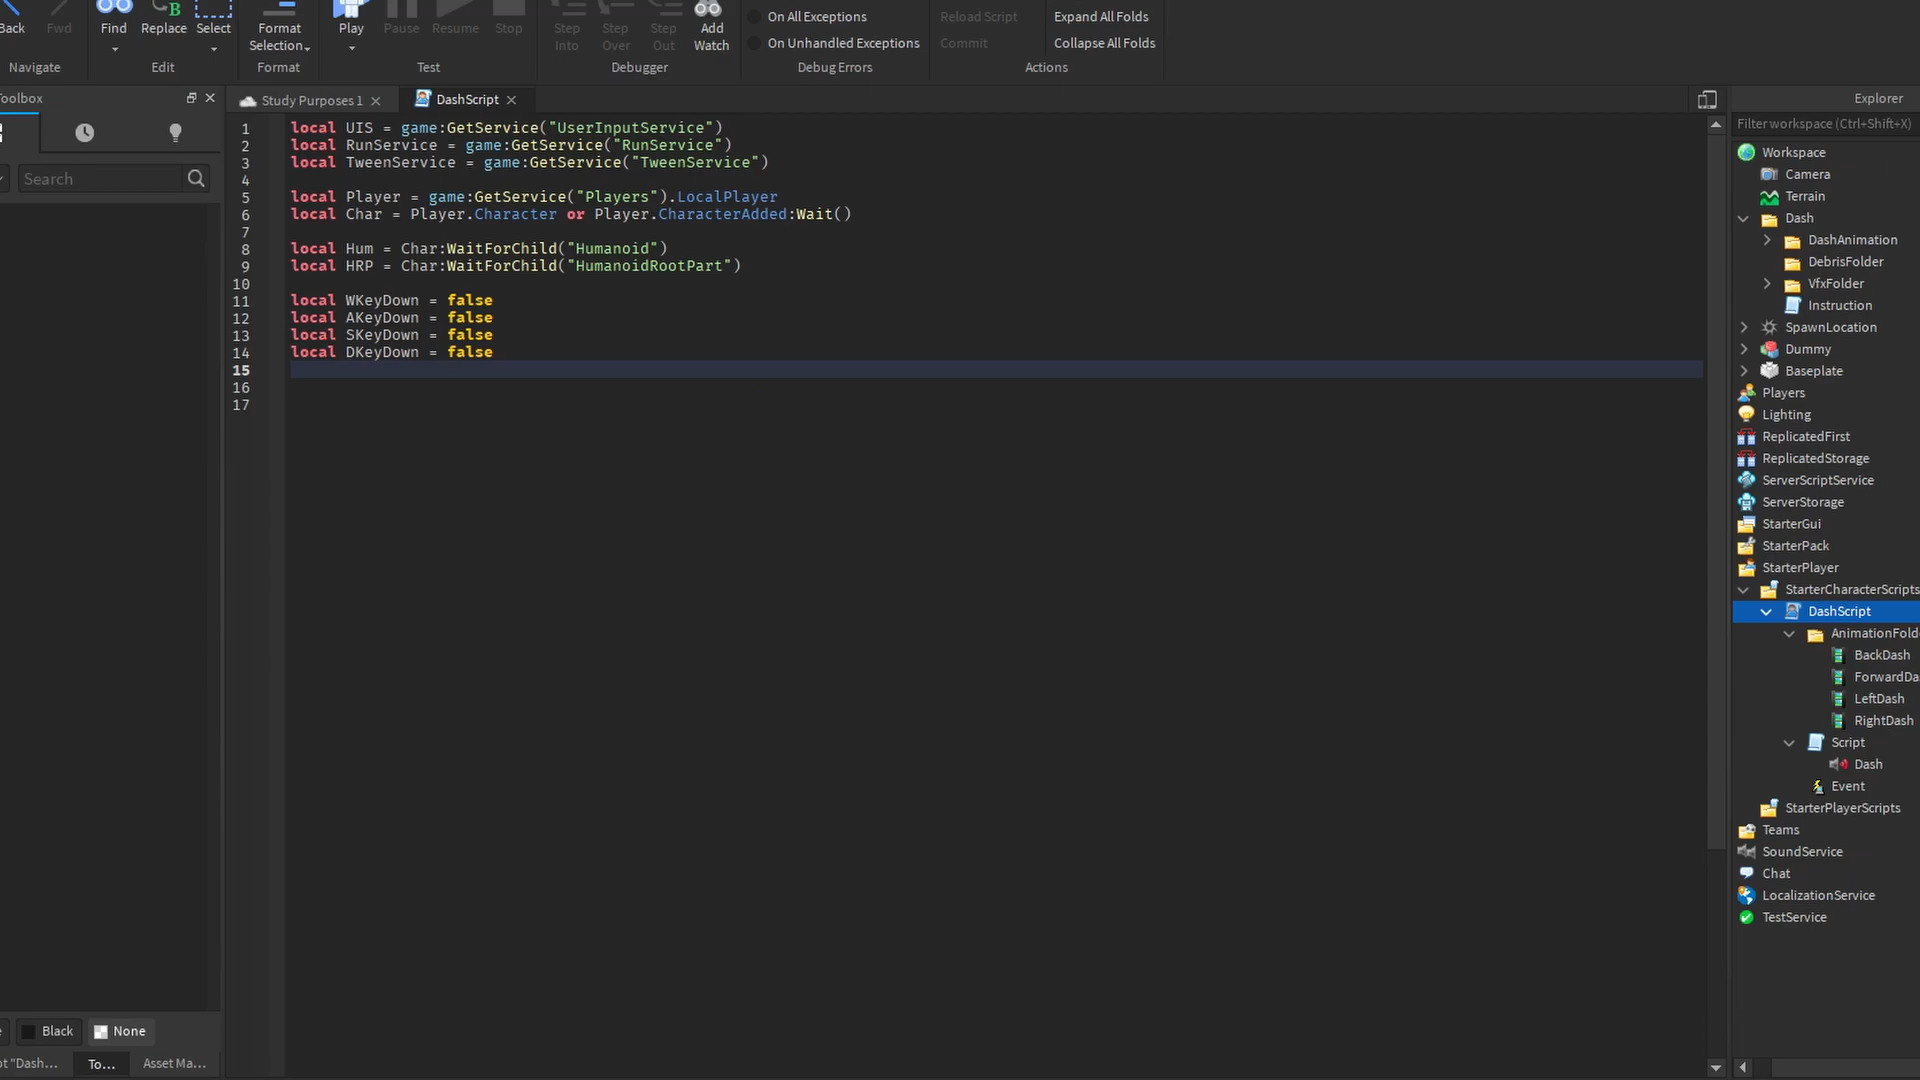 Back Fwd Find Replace Select Format Selection Play Pause Resume Stop Step Into Step Over Step Out Add Watch
On All Exceptions
On Unhandled Exceptions
Reload Script
Commit
Expand All Folds
Collapse All Folds
Navigate Edit Format Test Debugger Debug Errors Actions
Toolbox
Study Purposes 1
DashScript
Search
1 local UIS = game:GetService("UserInputService")
2 local RunService = game:GetService("RunService")
3 local TweenService = game:GetService("TweenService")
4
5 local Player = game:GetService("Players").LocalPlayer
6 local Char = Player.Character or Player.CharacterAdded:Wait()
7
8 local Hum = Char:WaitForChild("Humanoid")
9 local HRP = Char:WaitForChild("HumanoidRootPart")
10
11 local WKeyDown = false
12 local AKeyDown = false
13 local SKeyDown = false
14 local DKeyDown = false
15
16
17
Explorer
Filter workspace (Ctrl+Shift+X)
Workspace
Camera
Terrain
Dash
DashAnimation
DebrisFolder
VfxFolder
Instruction
SpawnLocation
Dummy
Baseplate
Players
Lighting
ReplicatedFirst
ReplicatedStorage
ServerScriptService
ServerStorage
StarterGui
StarterPack
StarterPlayer
StarterCharacterScripts
DashScript
AnimationFold
BackDash
ForwardDa
LeftDash
RightDash
Script
Dash
Event
StarterPlayerScripts
Teams
SoundService
Chat
LocalizationService
TestService
Black
None
pt "Dash...
To...
Asset Ma...